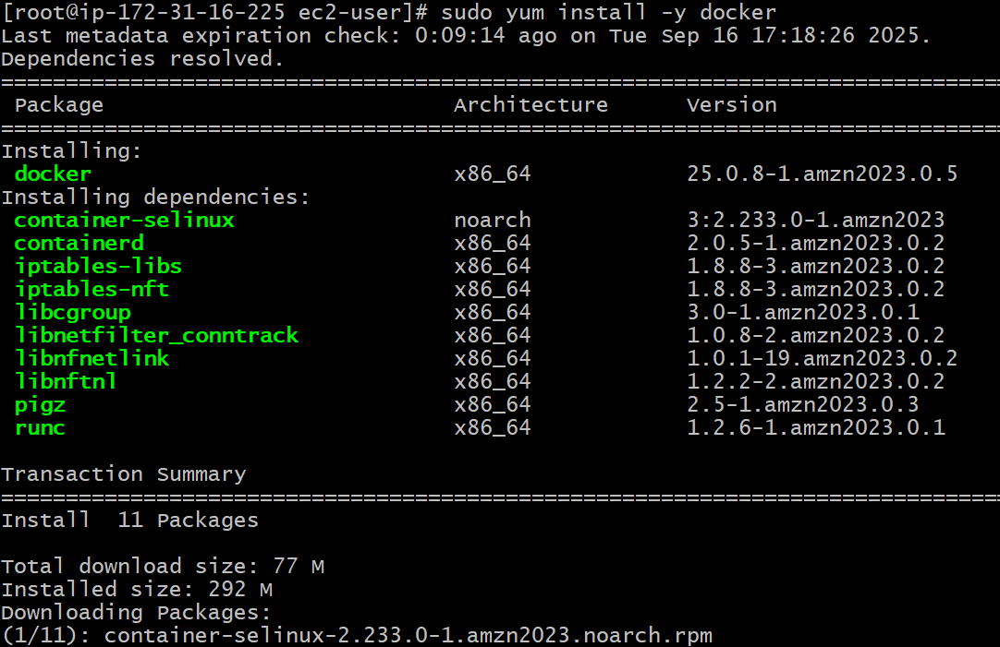 [root@ip-172-31-16-225 ec2-user]# sudo yum install -y docker
Last metadata expiration check: 0:09:14 ago on Tue Sep 16 17:18:26 2025.
Dependencies resolved.
================================================================================
 Package                           Architecture      Version
================================================================================
Installing:
 docker                            x86_64            25.0.8-1.amzn2023.0.5
Installing dependencies:
 container-selinux                 noarch            3:2.233.0-1.amzn2023
 containerd                        x86_64            2.0.5-1.amzn2023.0.2
 iptables-libs                     x86_64            1.8.8-3.amzn2023.0.2
 iptables-nft                      x86_64            1.8.8-3.amzn2023.0.2
 libcgroup                         x86_64            3.0-1.amzn2023.0.1
 libnetfilter_conntrack            x86_64            1.0.8-2.amzn2023.0.2
 libnfnetlink                      x86_64            1.0.1-19.amzn2023.0.2
 libnftnl                          x86_64            1.2.2-2.amzn2023.0.2
 pigz                              x86_64            2.5-1.amzn2023.0.3
 runc                              x86_64            1.2.6-1.amzn2023.0.1

Transaction Summary
================================================================================
Install  11 Packages

Total download size: 77 M
Installed size: 292 M
Downloading Packages:
(1/11): container-selinux-2.233.0-1.amzn2023.noarch.rpm